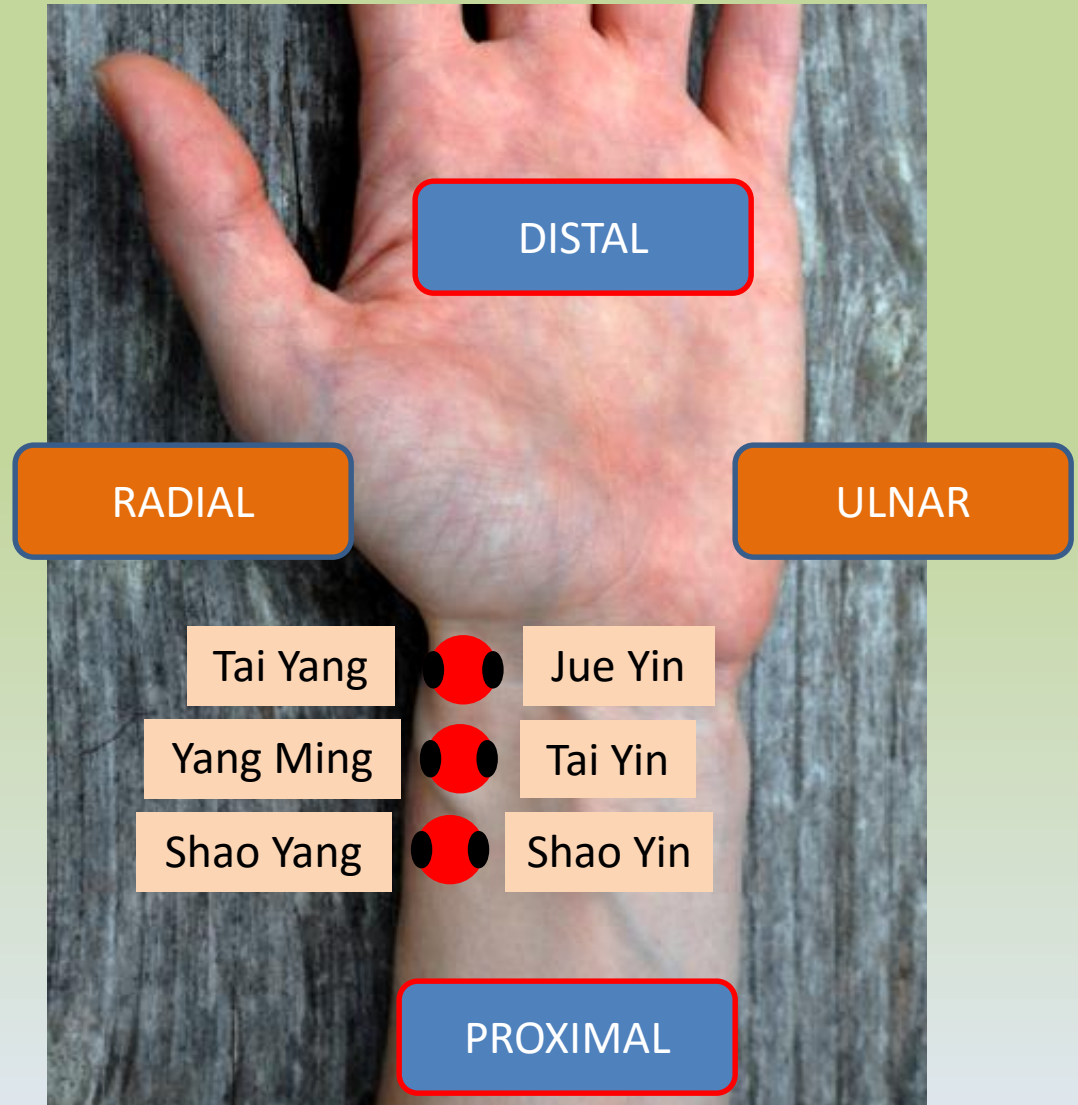 DISTAL
RADIAL
ULNAR
Tai Yang
Jue Yin
Yang Ming
Tai Yin
Shao Yang
Shao Yin
PROXIMAL